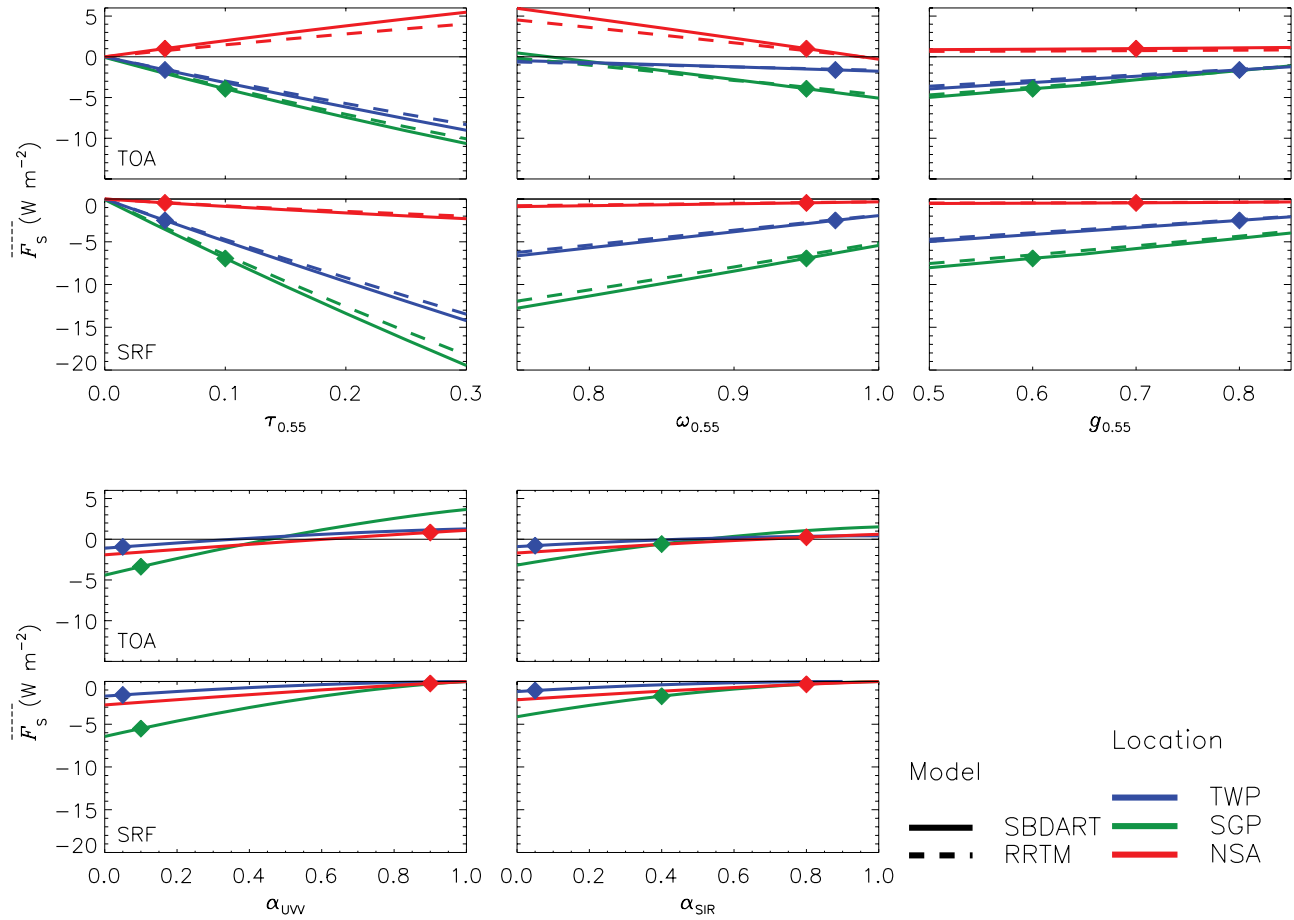 5
0
−5
−10
TOA
0
−5
−10
−15
−20
SRF
F_S (W m⁻²)
0.0 0.1 0.2 0.3
τ0.55
0.8 0.9 1.0
ω0.55
0.5 0.6 0.7 0.8
g0.55
5
0
−5
−10
TOA
0
−5
−10
−15
−20
SRF
F_S (W m⁻²)
0.0 0.2 0.4 0.6 0.8 1.0
αUVV
0.0 0.2 0.4 0.6 0.8 1.0
αSIR
Model
SBDART
RRTM
Location
TWP
SGP
NSA